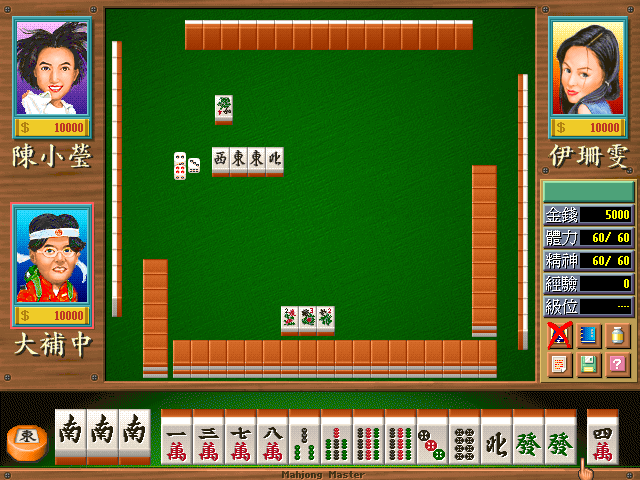 $ 10000
陳小瑩
$ 10000
伊珊雯
西東東北
金錢 5000
體力 60/ 60
精神 60/ 60
經驗 0
級位 ----
?
$ 10000
大補中
東
南南南
一萬 三萬 七萬 八萬 北 發 發 四萬
Mahjong Master